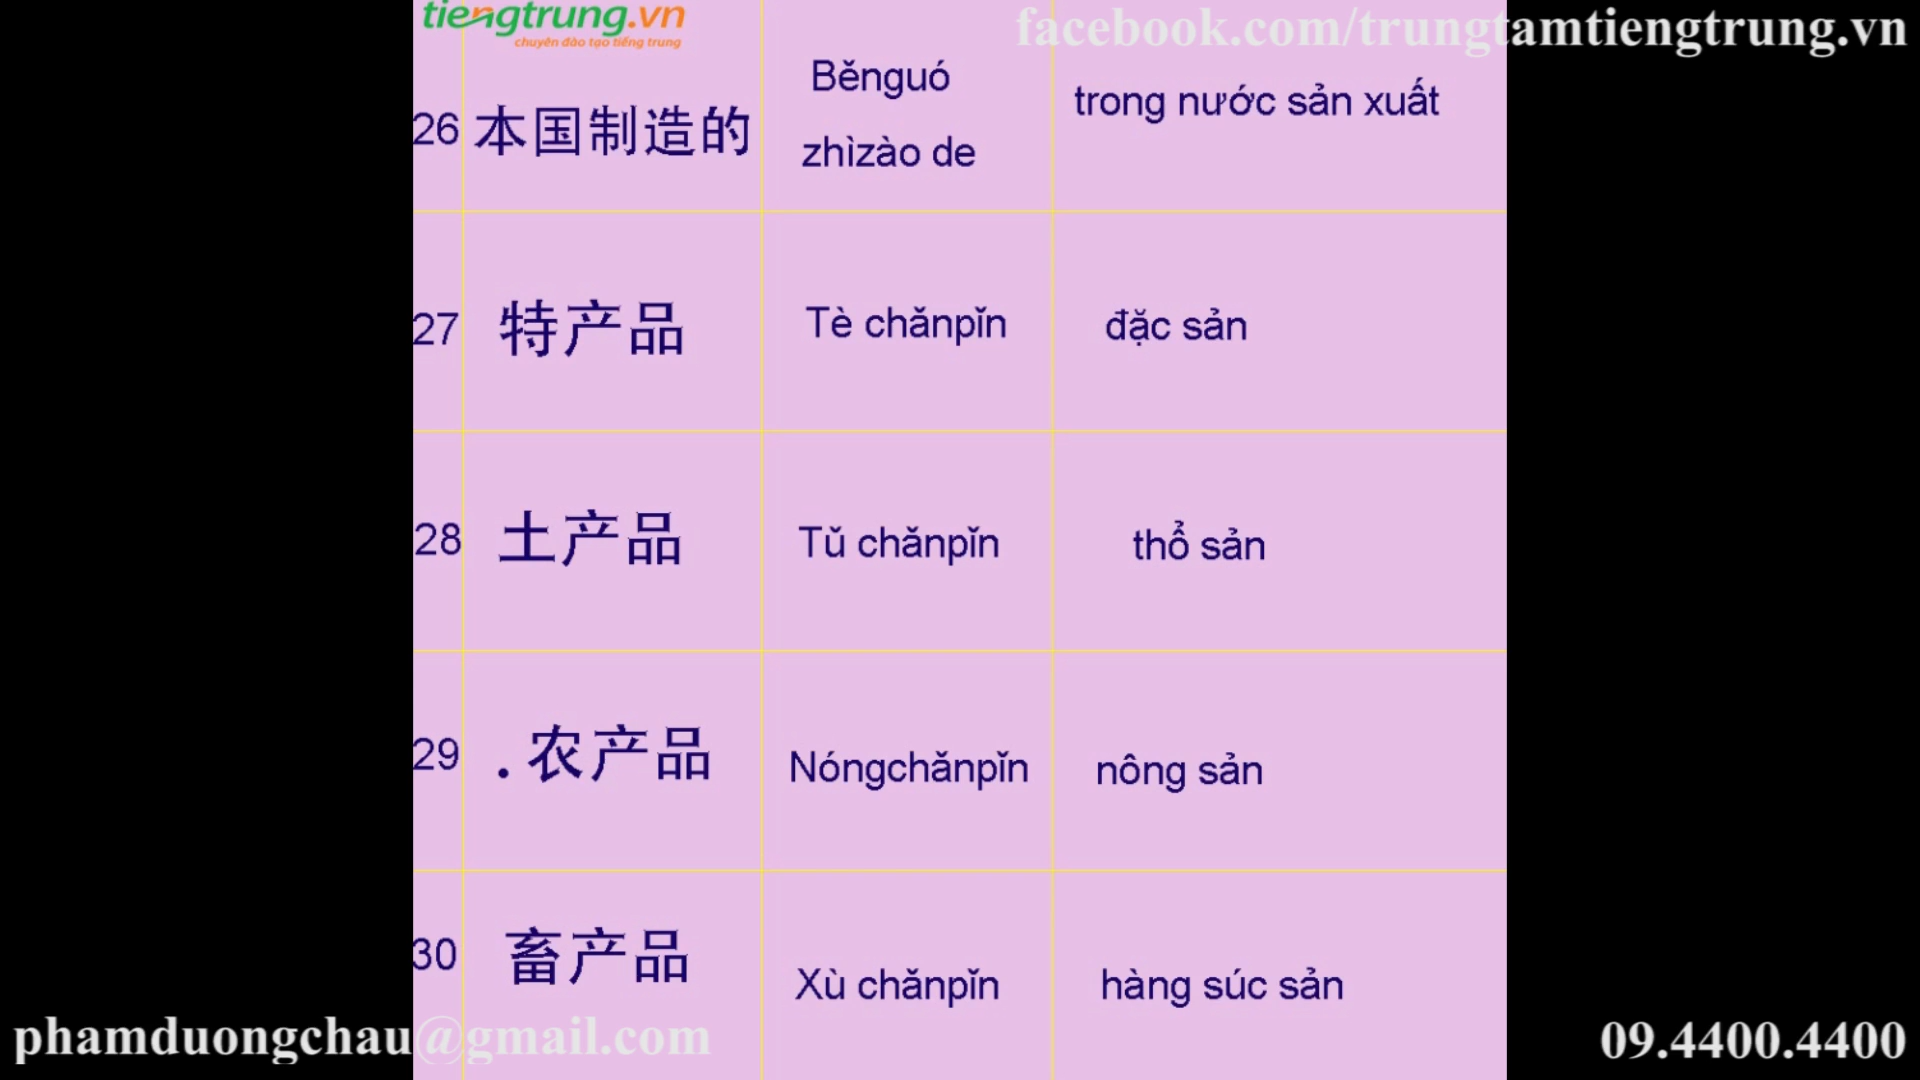 tiengtrung.vn
chuyên đào tạo tiếng trung
facebook.com/trungtamtiengtrung.vn
26 本国制造的 Běnguó zhìzào de trong nước sản xuất
27 特产品 Tè chǎnpǐn đặc sản
28 土产品 Tǔ chǎnpǐn thổ sản
29 .农产品 Nóngchǎnpǐn nông sản
30 畜产品 Xù chǎnpǐn hàng súc sản
phamduongchau@gmail.com
09.4400.4400